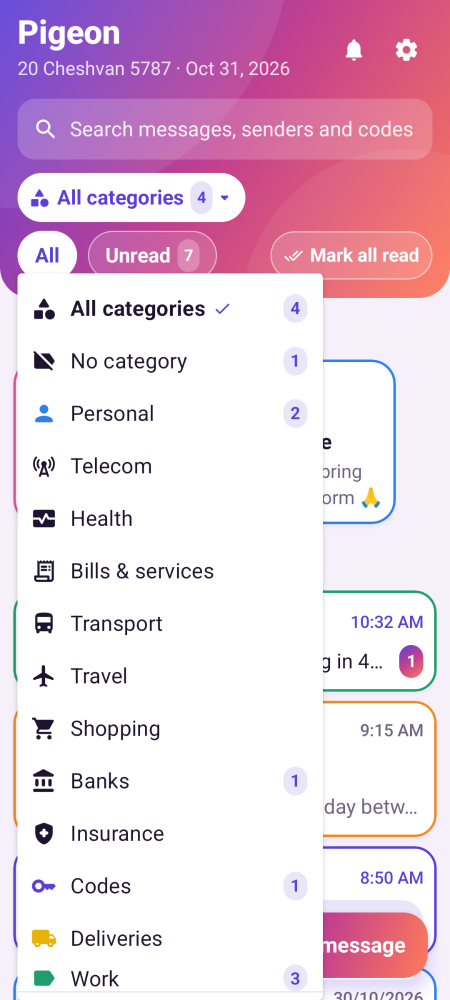 Pigeon
20 Cheshvan 5787 · Oct 31, 2026
Search messages, senders and codes
All categories 4
All
Unread 7
Mark all read
All categories 4
No category 1
Personal 2
e
pring
orm 🙏
Telecom
Health
Bills & services
Transport
10:32 AM
g in 4... 1
Travel
Shopping
9:15 AM
Banks 1
day betw...
Insurance
Codes 1
8:50 AM
Deliveries
message
Work 3
30/10/2026